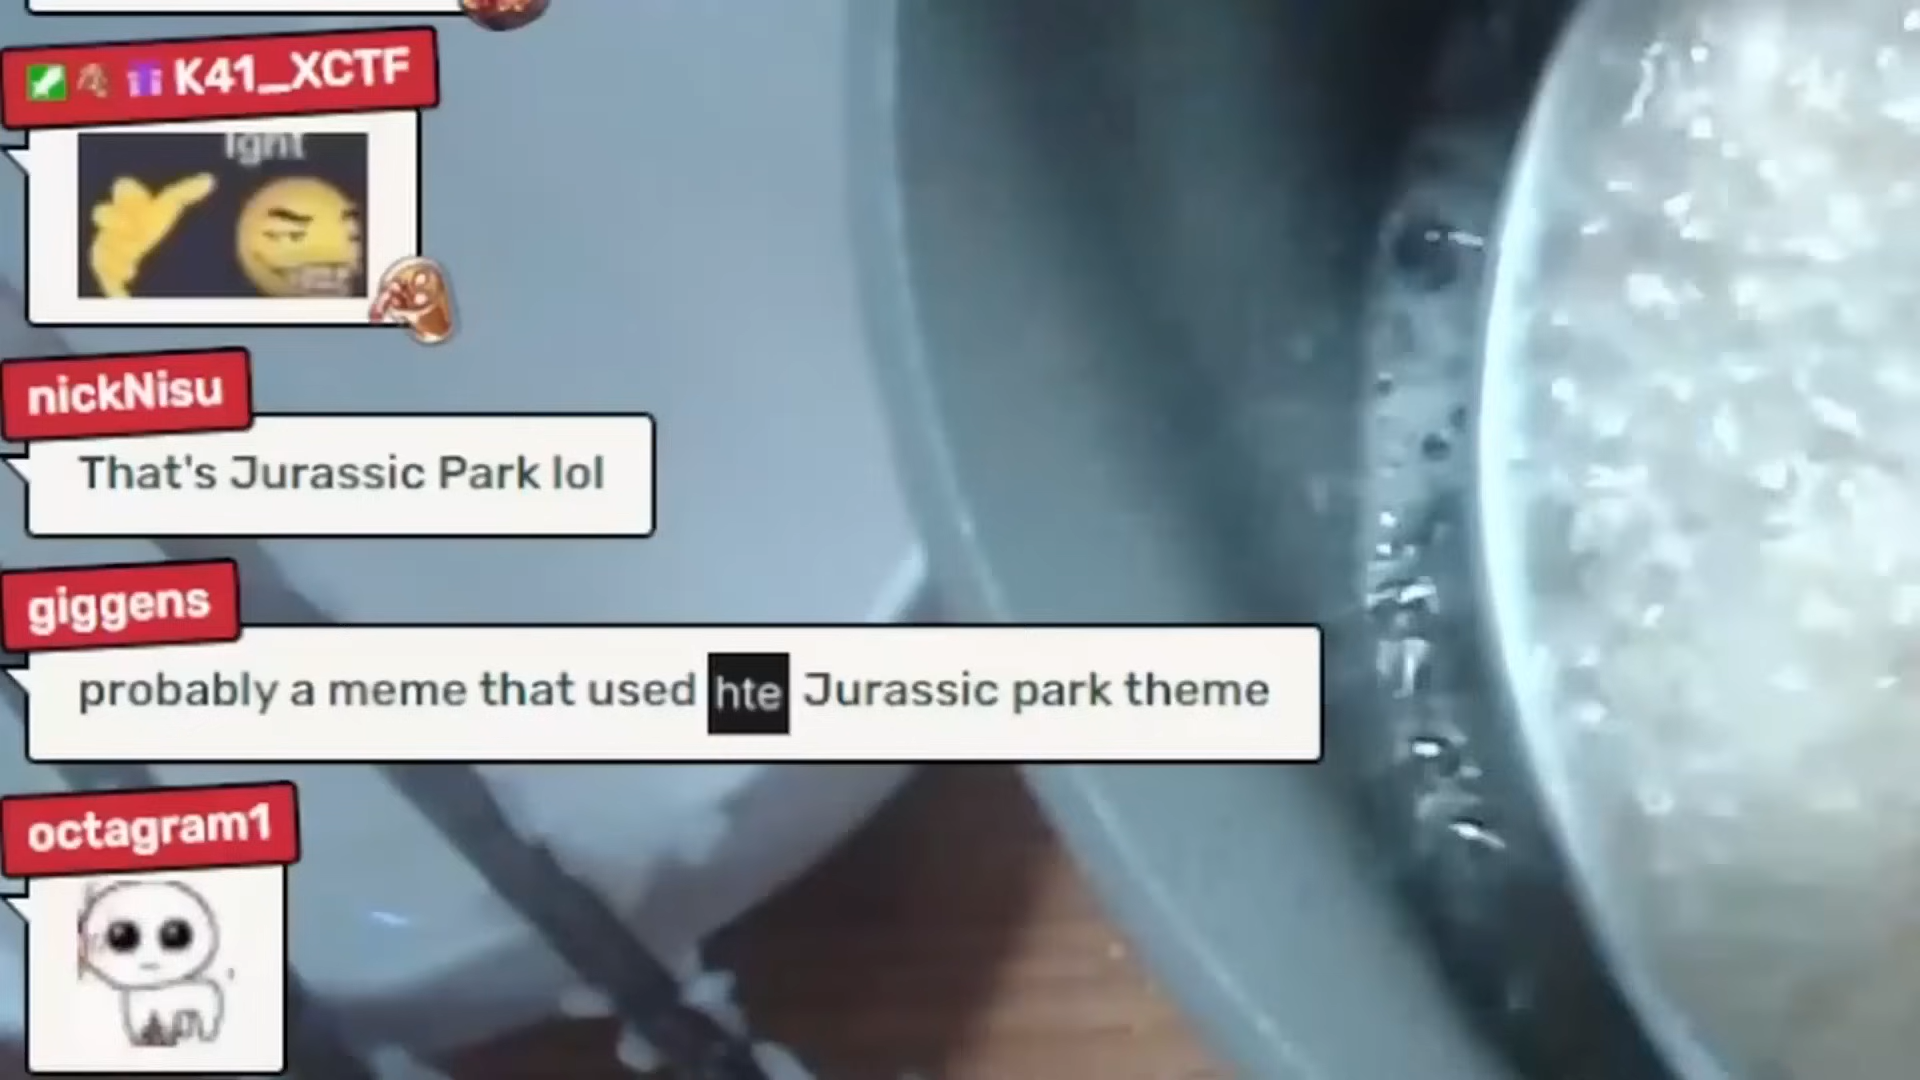 K41_XCTF
nickNisu
That's Jurassic Park lol
giggens
probably a meme that used hte Jurassic park theme
octagram1